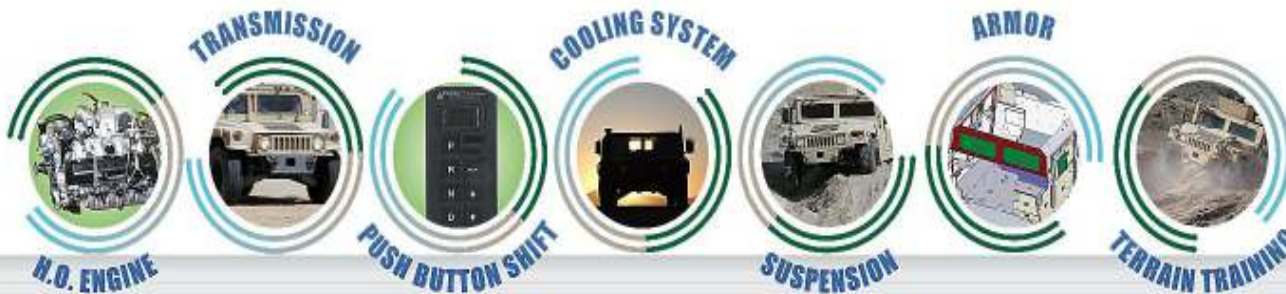 H.O. ENGINE
TRANSMISSION
PUSH BUTTON SHIFT
COOLING SYSTEM
SUSPENSION
ARMOR
TERRAIN TRAINING
P
R
N
D